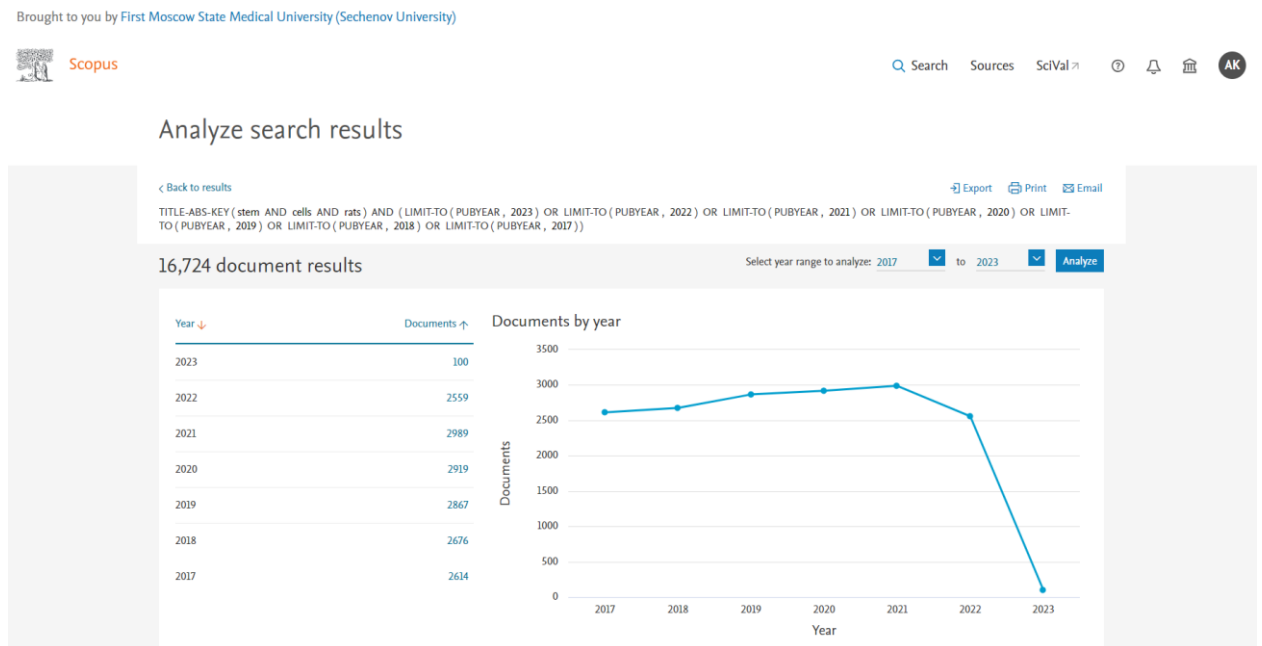 Brought to you by First Moscow State Medical University (Sechenov University)
Scopus
Search Sources SciVal
AK
Analyze search results
Back to results
Export Print Email
TITLE-ABS-KEY ( stem AND cells AND rats ) AND ( LIMIT-TO ( PUBYEAR , 2023 ) OR LIMIT-TO ( PUBYEAR , 2022 ) OR LIMIT-TO ( PUBYEAR , 2021 ) OR LIMIT-TO ( PUBYEAR , 2020 ) OR LIMIT-
TO ( PUBYEAR , 2019 ) OR LIMIT-TO ( PUBYEAR , 2018 ) OR LIMIT-TO ( PUBYEAR , 2017 ) )
16,724 document results
Select year range to analyze: 2017 to 2023 Analyze
Year Documents
2023 100
2022 2559
2021 2989
2020 2919
2019 2867
2018 2676
2017 2614
Documents by year
3500
3000
2500
2000
1500
1000
500
0
Documents
2017 2018 2019 2020 2021 2022 2023
Year